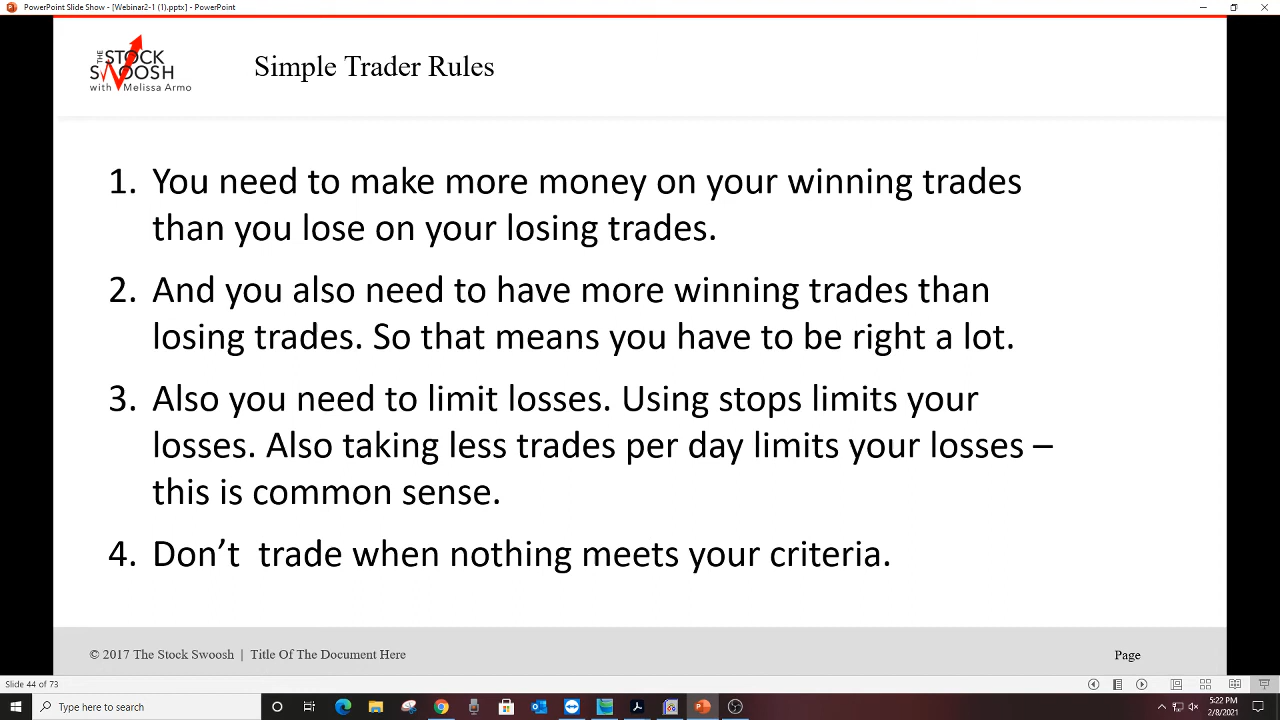 PowerPoint Slide Show - [Webinar2-1 (1).pptx] - PowerPoint
THE
STOCK
SWOOSH
with Melissa Armo
Simple Trader Rules
1. You need to make more money on your winning trades
than you lose on your losing trades.
2. And you also need to have more winning trades than
losing trades. So that means you have to be right a lot.
3. Also you need to limit losses. Using stops limits your
losses. Also taking less trades per day limits your losses –
this is common sense.
4. Don’t  trade when nothing meets your criteria.
© 2017 The Stock Swoosh | Title Of The Document Here
Page
Slide 44 of 73
Type here to search
5:22 PM
2/8/2021